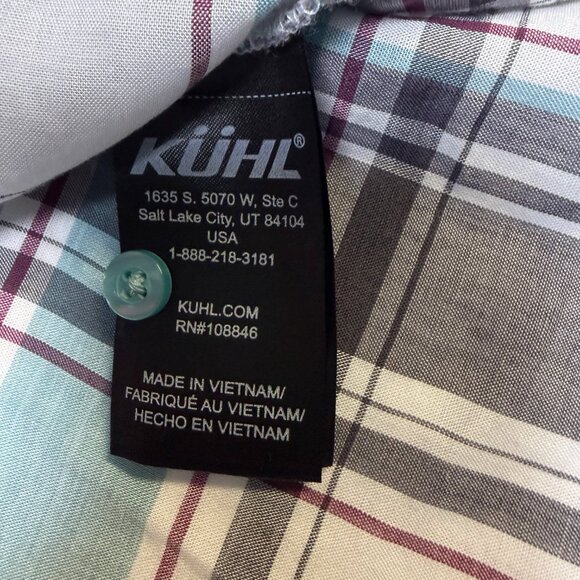 KÜHL®
1635 S. 5070 W, Ste C
Salt Lake City, UT 84104
USA
1-888-218-3181
KUHL.COM
RN#108846
MADE IN VIETNAM/
FABRIQUÉ AU VIETNAM/
HECHO EN VIETNAM